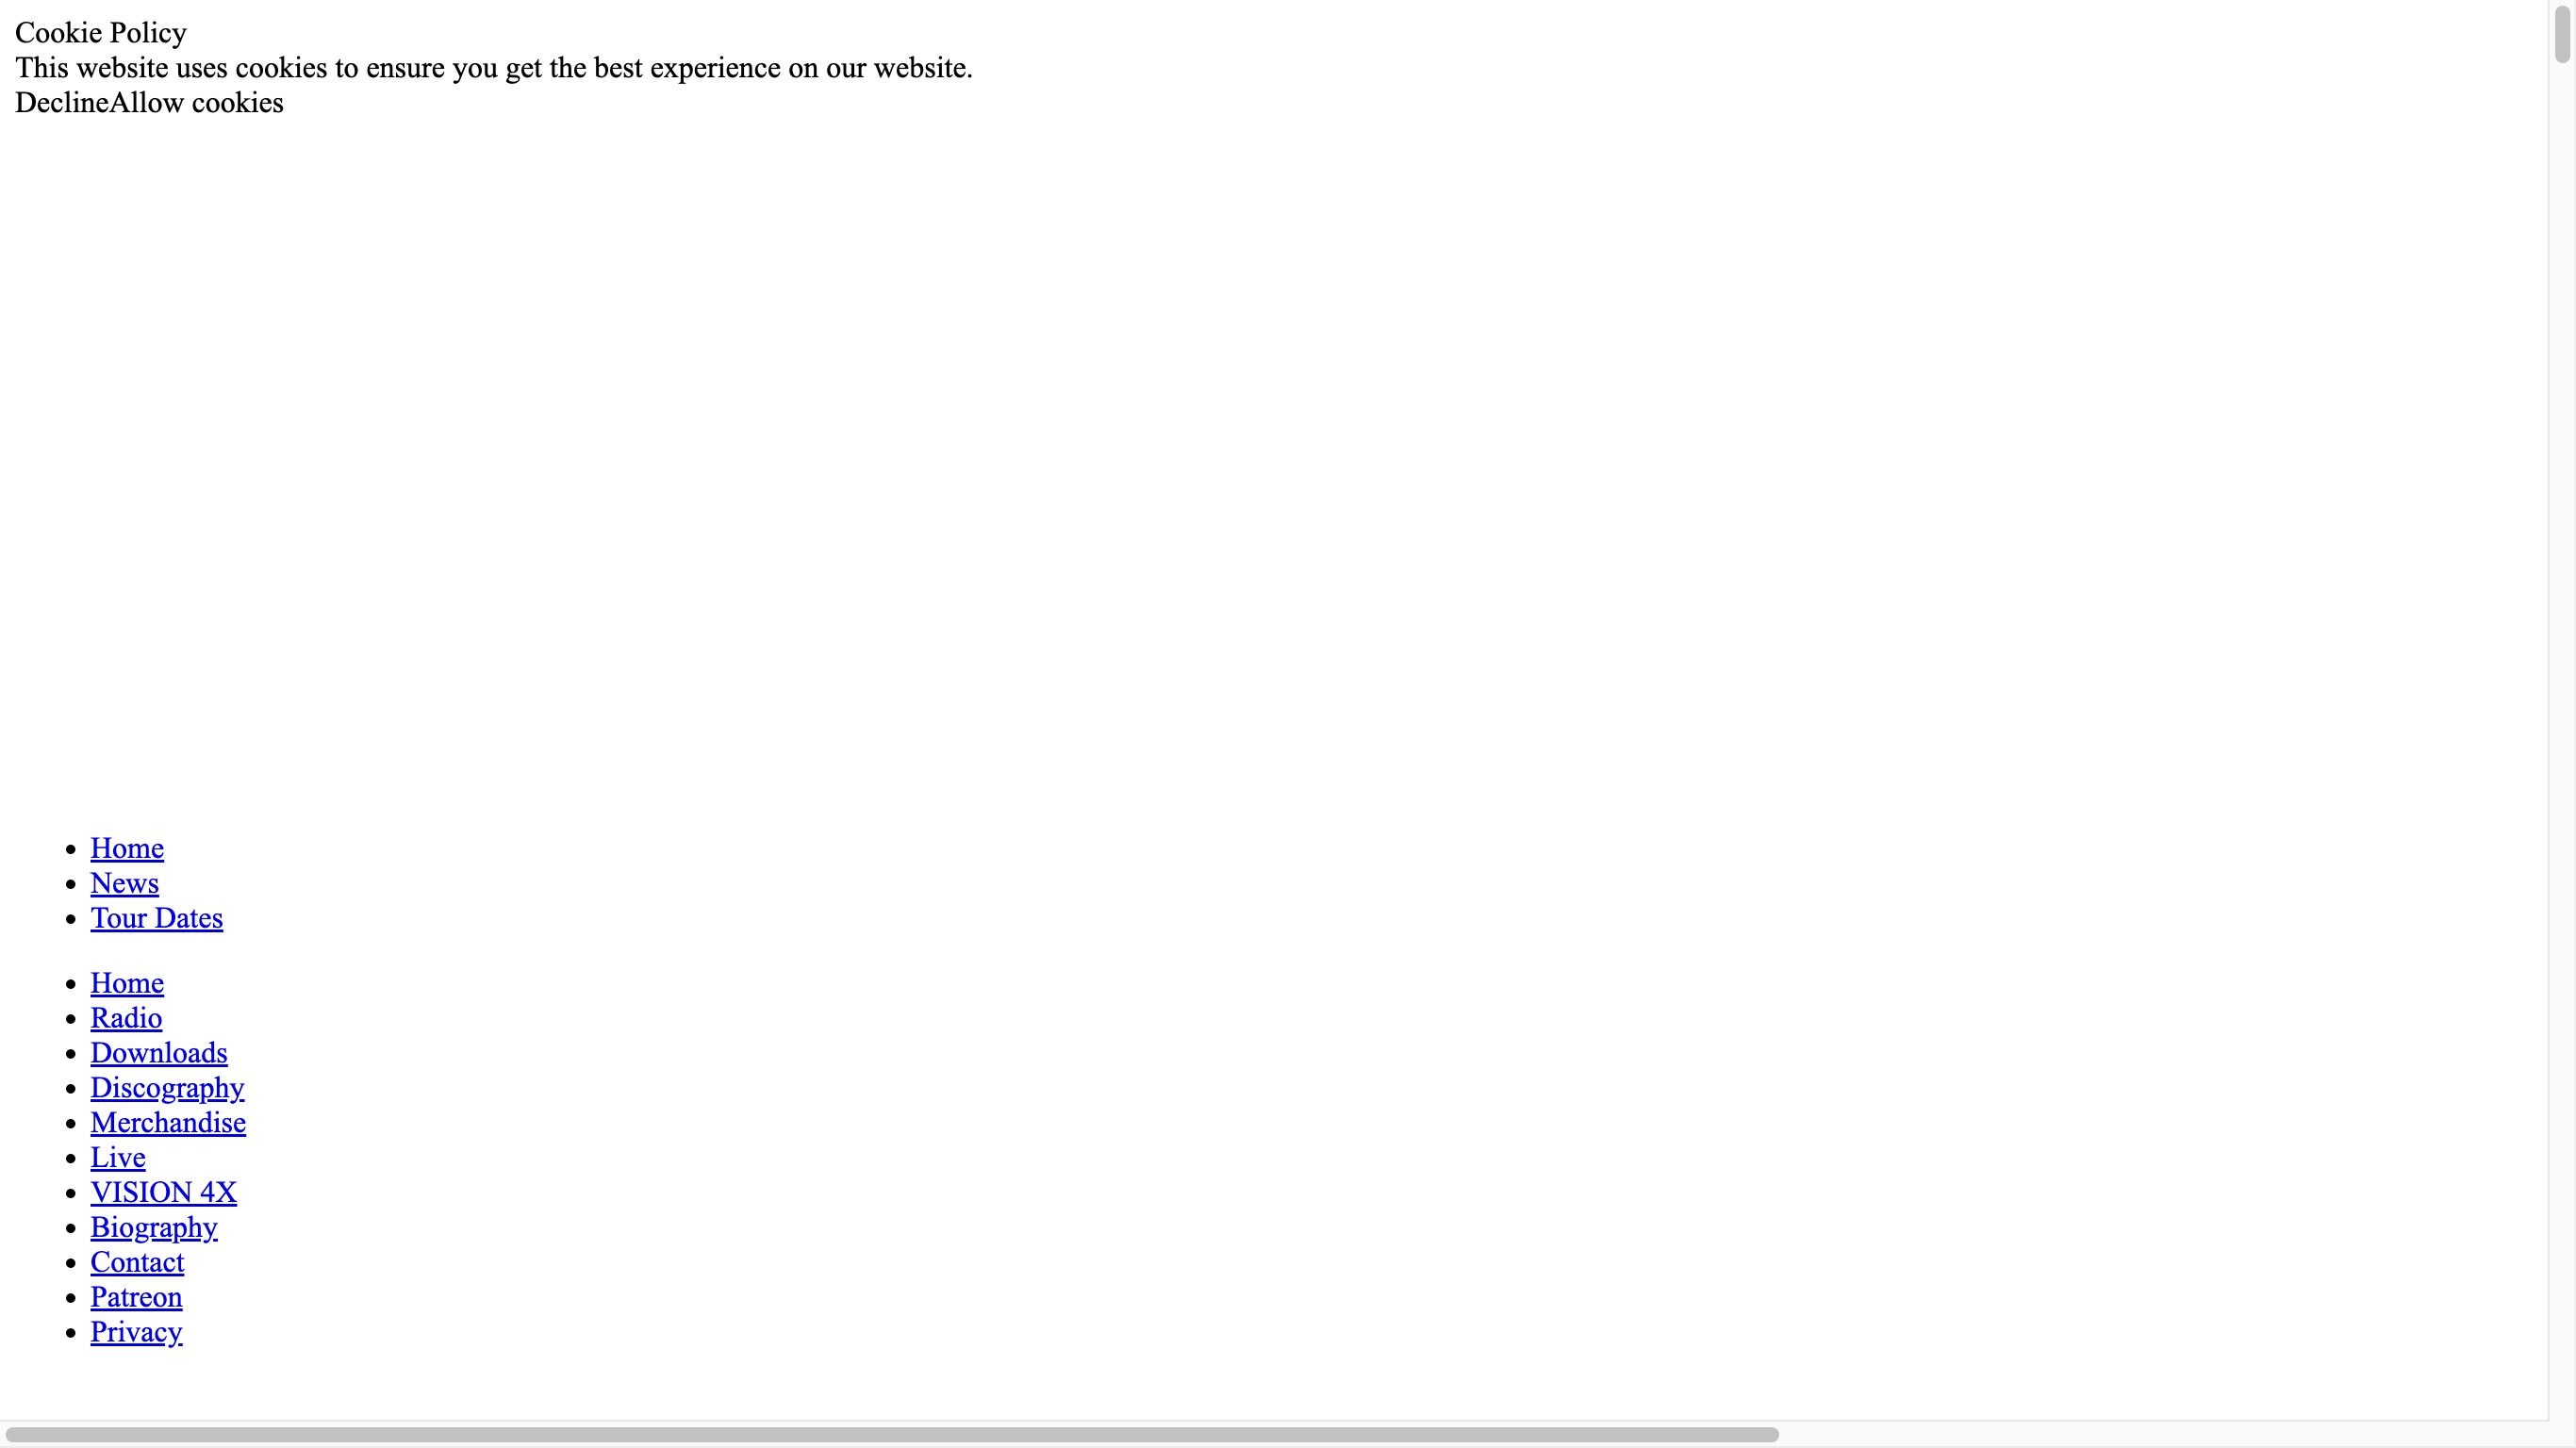 Cookie Policy
This website uses cookies to ensure you get the best experience on our website.
DeclineAllow cookies
Home
News
Tour Dates
Home
Radio
Downloads
Discography
Merchandise
Live
VISION 4X
Biography
Contact
Patreon
Privacy